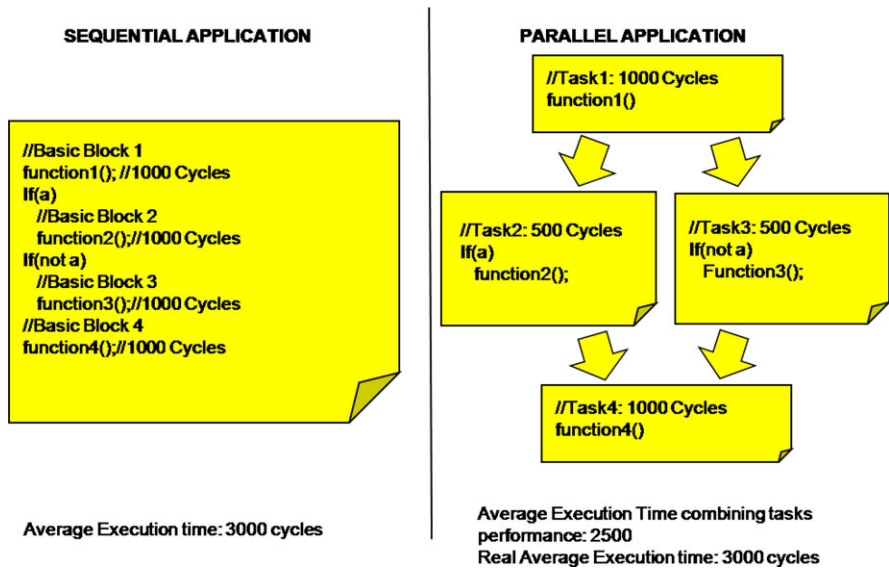 SEQUENTIAL APPLICATION
//Basic Block 1
function1(); //1000 Cycles
If(a)
//Basic Block 2
function2();//1000 Cycles
If(not a)
//Basic Block 3
function3();//1000 Cycles
//Basic Block 4
function4();//1000 Cycles
Average Execution time: 3000 cycles
PARALLEL APPLICATION
//Task1: 1000 Cycles
function1()
//Task2: 500 Cycles
If(a)
function2();
//Task3: 500 Cycles
If(not a)
Function3();
//Task4: 1000 Cycles
function4()
Average Execution Time combining tasks
performance: 2500
Real Average Execution time: 3000 cycles